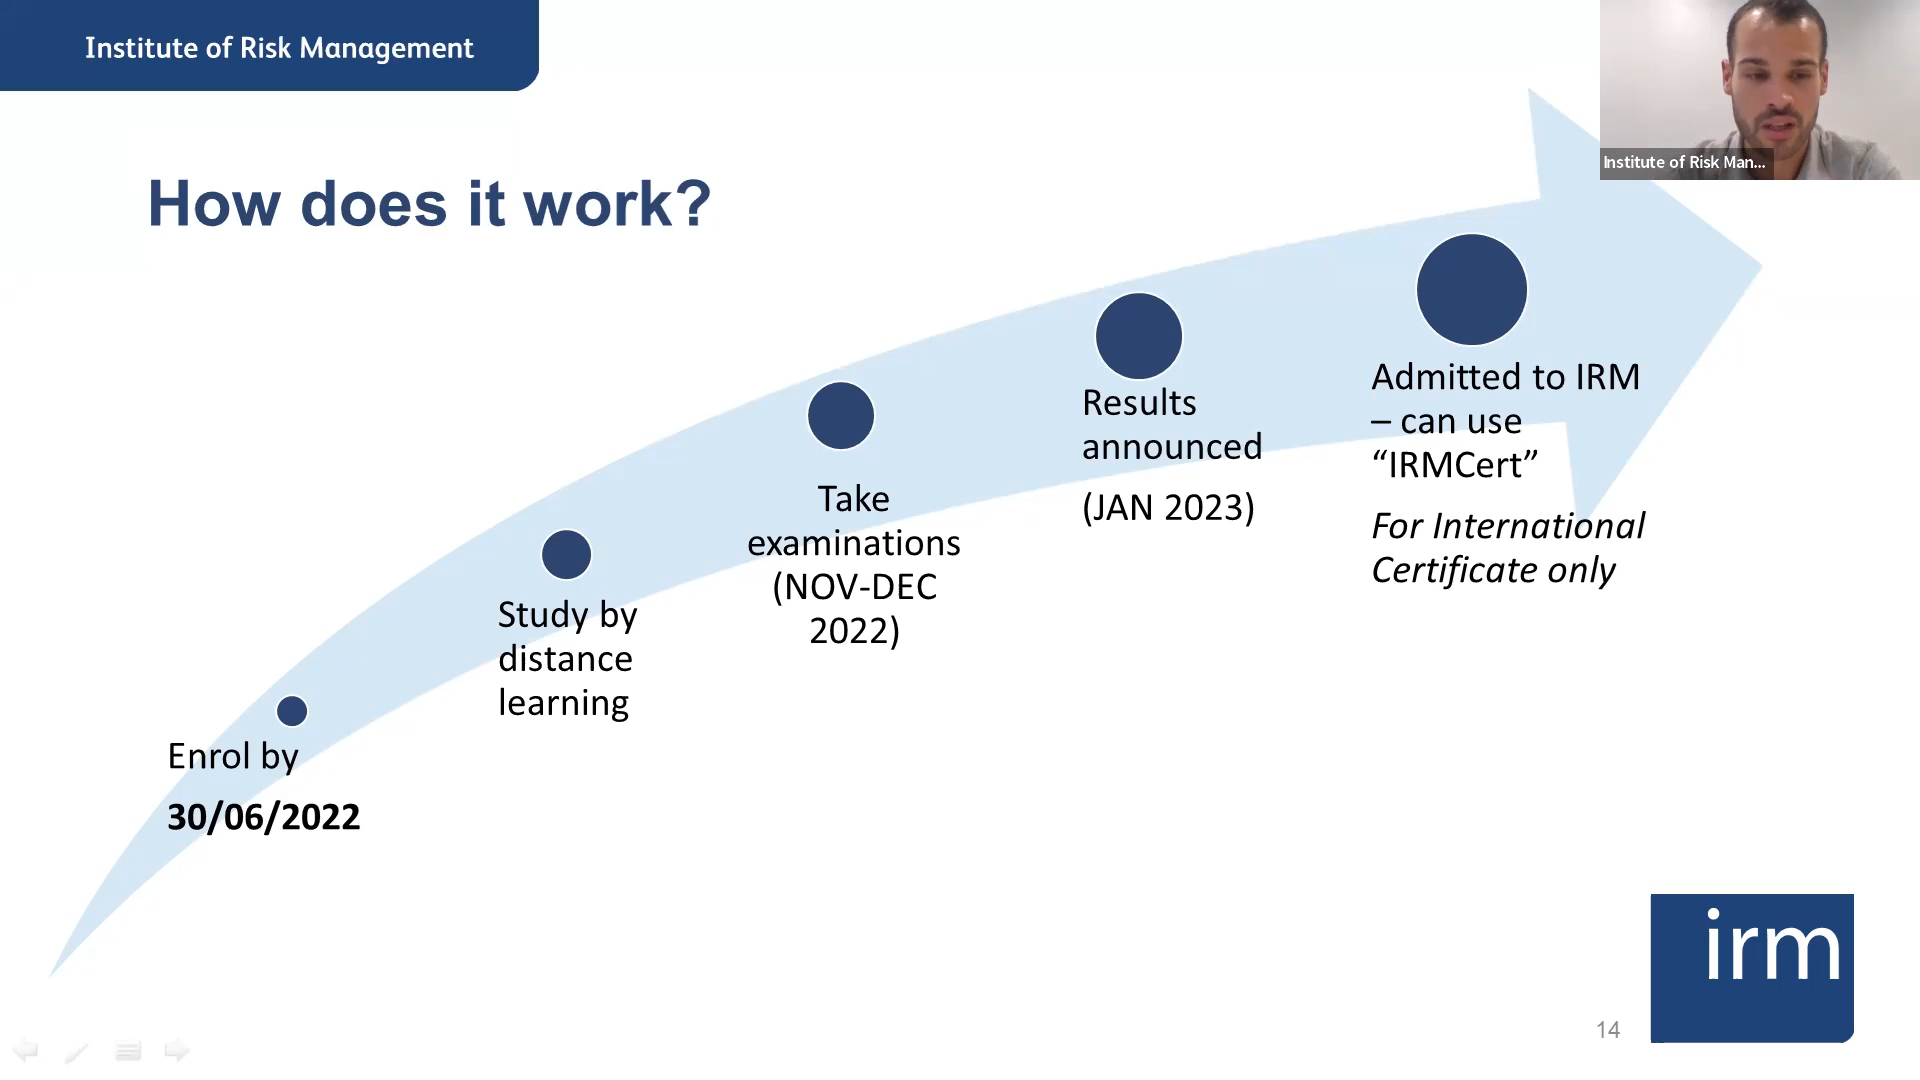 Institute of Risk Management
Institute of Risk Man...
How does it work?
Enrol by
30/06/2022
Study by
distance
learning
Take
examinations
(NOV-DEC
2022)
Results
announced
(JAN 2023)
Admitted to IRM
– can use
“IRMCert”
For International
Certificate only
irm
14